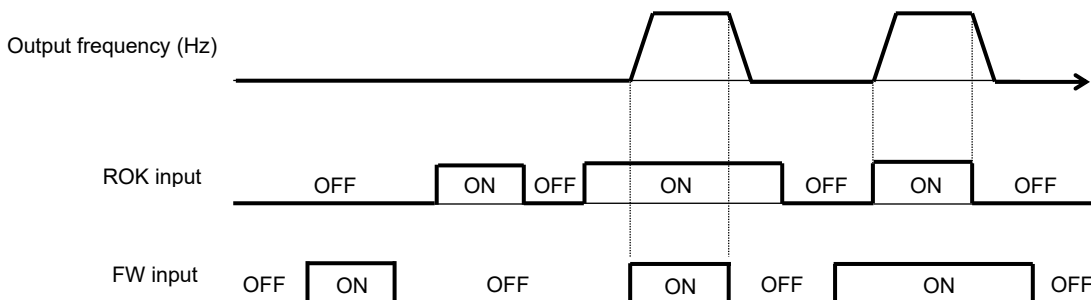 Output frequency (Hz)
ROK input
OFF ON OFF ON OFF ON OFF
FW input
OFF ON OFF ON OFF ON OFF